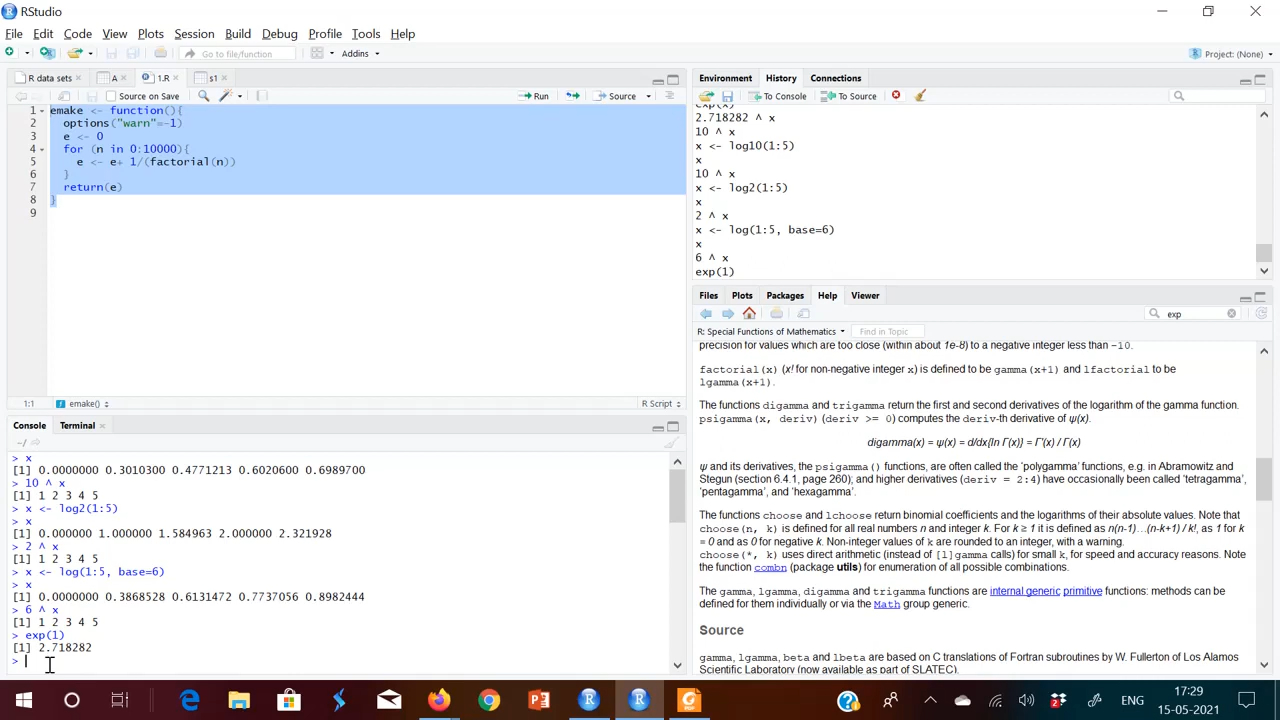 RStudio
File Edit Code View Plots Session Build Debug Profile Tools Help
Go to file/function Addins Project: (None)
R data sets A 1.R s1
Source on Save Run Source
1 emake <- function(){
2 options("warn"=-1)
3 e <- 0
4 for (n in 0:10000){
5 e <- e+ 1/(factorial(n))
6 }
7 return(e)
8 }
9
1:1 emake() R Script
Console Terminal
~/
> x
[1] 0.0000000 0.3010300 0.4771213 0.6020600 0.6989700
> 10 ^ x
[1] 1 2 3 4 5
> x <- log2(1:5)
> x
[1] 0.000000 1.000000 1.584963 2.000000 2.321928
> 2 ^ x
[1] 1 2 3 4 5
> x <- log(1:5, base=6)
> x
[1] 0.0000000 0.3868528 0.6131472 0.7737056 0.8982444
> 6 ^ x
[1] 1 2 3 4 5
> exp(1)
[1] 2.718282
>
Environment History Connections
To Console To Source
exp(x)
2.718282 ^ x
10 ^ x
x <- log10(1:5)
x
10 ^ x
x <- log2(1:5)
x
2 ^ x
x <- log(1:5, base=6)
x
6 ^ x
exp(1)
Files Plots Packages Help Viewer
exp
R: Special Functions of Mathematics Find in Topic
precision for values which are too close (within about 1e-8) to a negative integer less than -10.
factorial(x) (x! for non-negative integer x) is defined to be gamma(x+1) and lfactorial to be
lgamma(x+1).
The functions digamma and trigamma return the first and second derivatives of the logarithm of the gamma function.
psigamma(x, deriv) (deriv >= 0) computes the deriv-th derivative of ψ(x).
digamma(x) = ψ(x) = d/dx{ln Γ(x)} = Γ'(x) / Γ(x)
ψ and its derivatives, the psigamma() functions, are often called the 'polygamma' functions, e.g. in Abramowitz and
Stegun (section 6.4.1, page 260); and higher derivatives (deriv = 2:4) have occasionally been called 'tetragamma',
'pentagamma', and 'hexagamma'.
The functions choose and lchoose return binomial coefficients and the logarithms of their absolute values. Note that
choose(n, k) is defined for all real numbers n and integer k. For k ≥ 1 it is defined as n(n-1)…(n-k+1) / k!, as 1 for k
= 0 and as 0 for negative k. Non-integer values of k are rounded to an integer, with a warning.
choose(*, k) uses direct arithmetic (instead of [l]gamma calls) for small k, for speed and accuracy reasons. Note
the function combn (package utils) for enumeration of all possible combinations.
The gamma, lgamma, digamma and trigamma functions are internal generic primitive functions: methods can be
defined for them individually or via the Math group generic.
Source
gamma, lgamma, beta and lbeta are based on C translations of Fortran subroutines by W. Fullerton of Los Alamos
Scientific Laboratory (now available as part of SLATEC).
ENG
17:29
15-05-2021